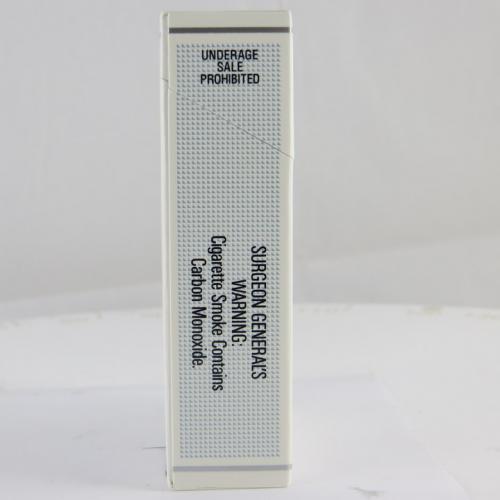 UNDERAGE
SALE
PROHIBITED
SURGEON GENERAL'S
WARNING:
Cigarette Smoke Contains
Carbon Monoxide.